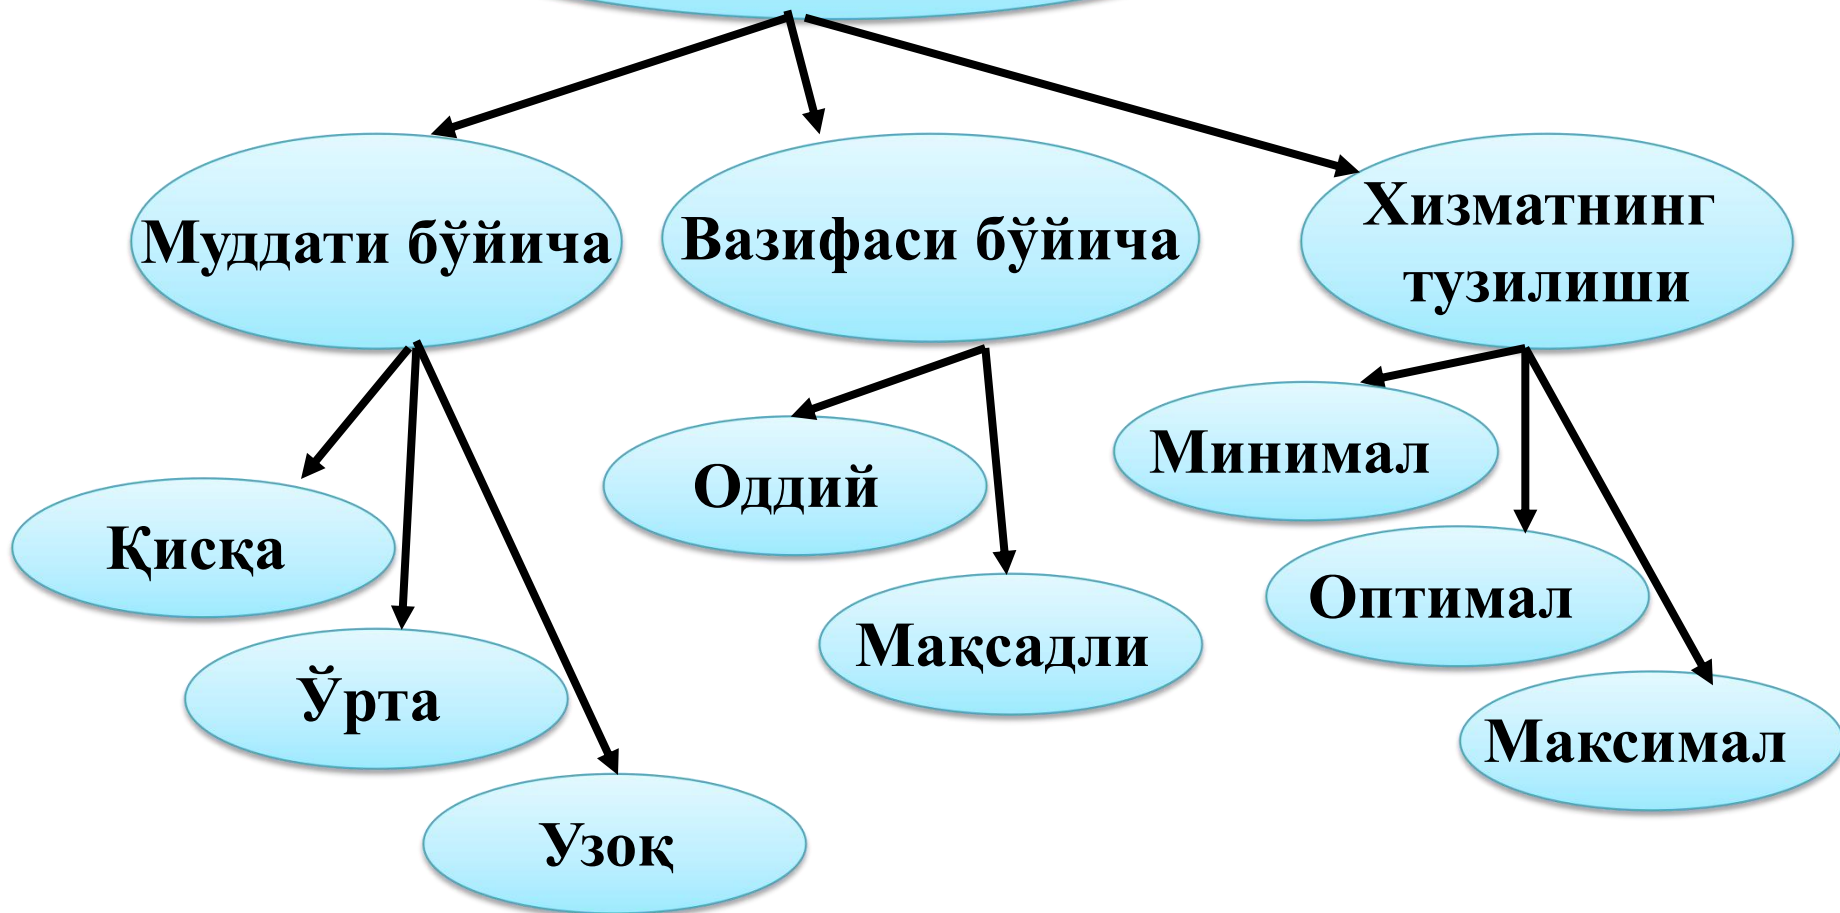 Муддати бўйича
Вазифаси бўйича
Хизматнинг
тузилиши
Қисқа
Ўрта
Узоқ
Оддий
Мақсадли
Минимал
Оптимал
Максимал